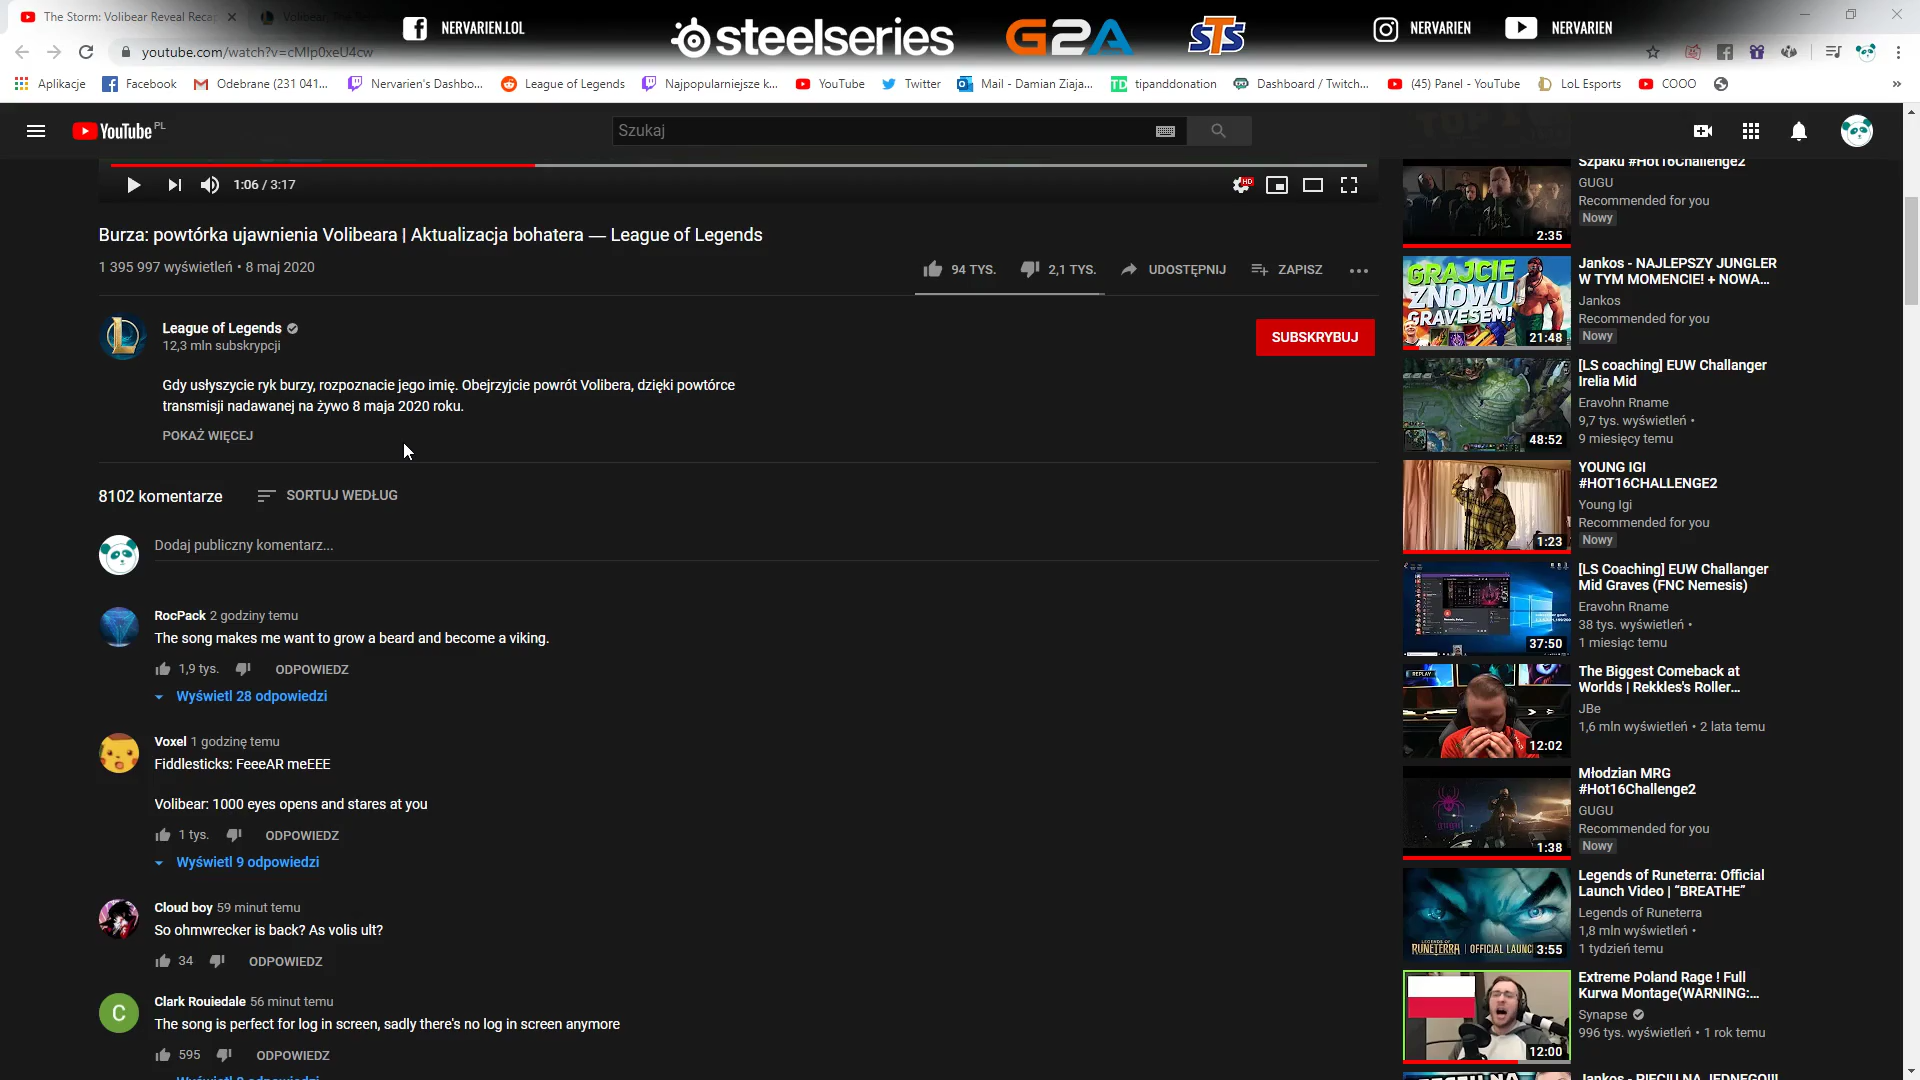 The Storm: Volibear Reveal Reca
NERVARIEN.LOL
steelseries
G2A
STS
NERVARIEN
NERVARIEN
youtube.com/watch?v=cMIp0xeU4cw
Aplikacje
Facebook
Odebrane (231 041...
Nervarien's Dashbo...
League of Legends
Najpopularniejsze k...
YouTube
Twitter
Mail - Damian Ziaja...
tipanddonation
Dashboard / Twitch...
(45) Panel - YouTube
LoL Esports
COOO
YouTube PL
Szukaj
1:06 / 3:17
HD
Burza: powtórka ujawnienia Volibeara | Aktualizacja bohatera — League of Legends
1 395 997 wyświetleń • 8 maj 2020
94 TYS.
2,1 TYS.
UDOSTĘPNIJ
ZAPISZ
League of Legends
12,3 mln subskrypcji
SUBSKRYBUJ
Gdy usłyszycie ryk burzy, rozpoznacie jego imię. Obejrzyjcie powrót Volibera, dzięki powtórce
transmisji nadawanej na żywo 8 maja 2020 roku.
POKAŻ WIĘCEJ
8102 komentarze
SORTUJ WEDŁUG
Dodaj publiczny komentarz...
RocPack 2 godziny temu
The song makes me want to grow a beard and become a viking.
1,9 tys.
ODPOWIEDZ
Wyświetl 28 odpowiedzi
Voxel 1 godzinę temu
Fiddlesticks: FeeeAR meEEE
Volibear: 1000 eyes opens and stares at you
1 tys.
ODPOWIEDZ
Wyświetl 9 odpowiedzi
Cloud boy 59 minut temu
So ohmwrecker is back? As volis ult?
34
ODPOWIEDZ
C
Clark Rouiedale 56 minut temu
The song is perfect for log in screen, sadly there's no log in screen anymore
595
ODPOWIEDZ
Szpaku #Hot16Challenge2
GUGU
Recommended for you
Nowy
2:35
GRAJCIE
ZNOWU
GRAVESEM!
21:48
Jankos - NAJLEPSZY JUNGLER
W TYM MOMENCIE! + NOWA...
Jankos
Recommended for you
Nowy
48:52
[LS coaching] EUW Challanger
Irelia Mid
Eravohn Rname
9,7 tys. wyświetleń •
9 miesięcy temu
1:23
YOUNG IGI
#HOT16CHALLENGE2
Young Igi
Recommended for you
Nowy
37:50
[LS Coaching] EUW Challanger
Mid Graves (FNC Nemesis)
Eravohn Rname
38 tys. wyświetleń •
1 miesiąc temu
REPLAY
12:02
The Biggest Comeback at
Worlds | Rekkles's Roller...
JBe
1,6 mln wyświetleń • 2 lata temu
1:38
Młodzian MRG
#Hot16Challenge2
GUGU
Recommended for you
Nowy
LEGENDS OF
RUNETERRA | OFFICIAL LAUNC
3:55
Legends of Runeterra: Official
Launch Video | “BREATHE”
Legends of Runeterra
1,8 mln wyświetleń •
1 tydzień temu
12:00
Extreme Poland Rage ! Full
Kurwa Montage(WARNING:...
Synapse
996 tys. wyświetleń • 1 rok temu